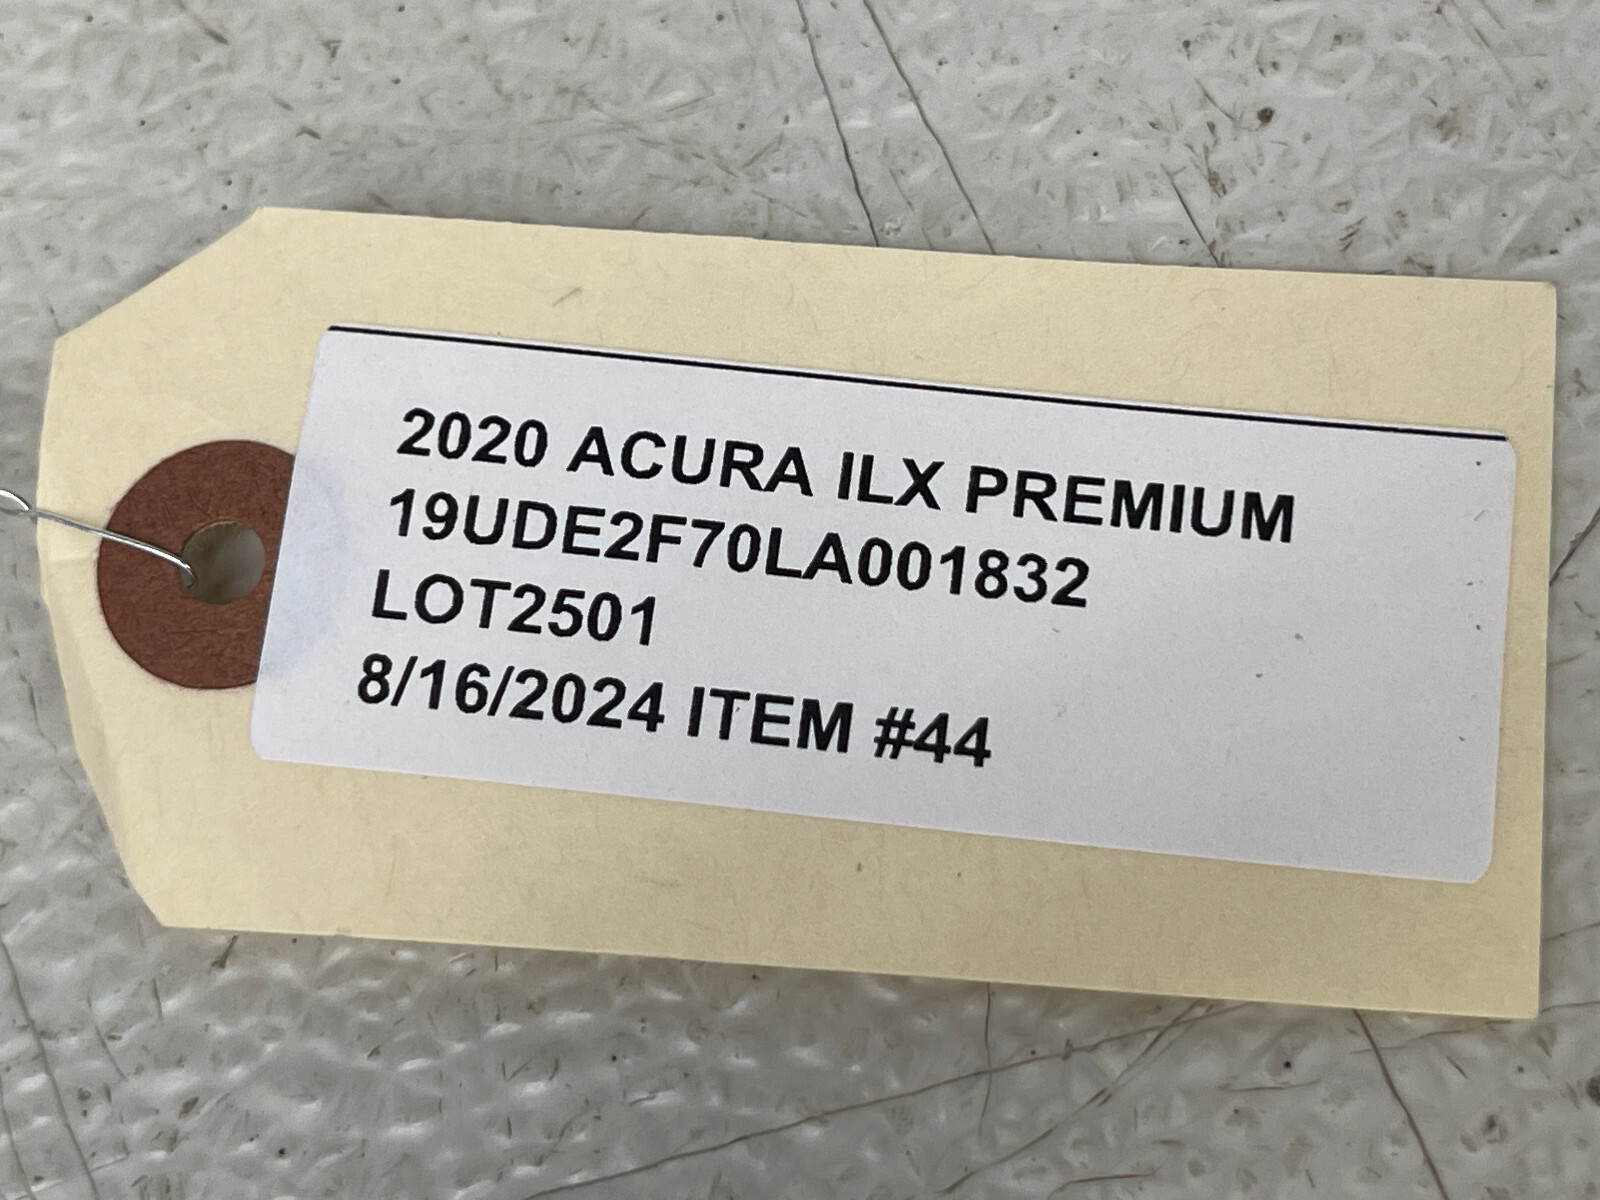 2020 ACURA ILX PREMIUM
19UDE2F70LA001832
LOT2501
8/16/2024 ITEM #44